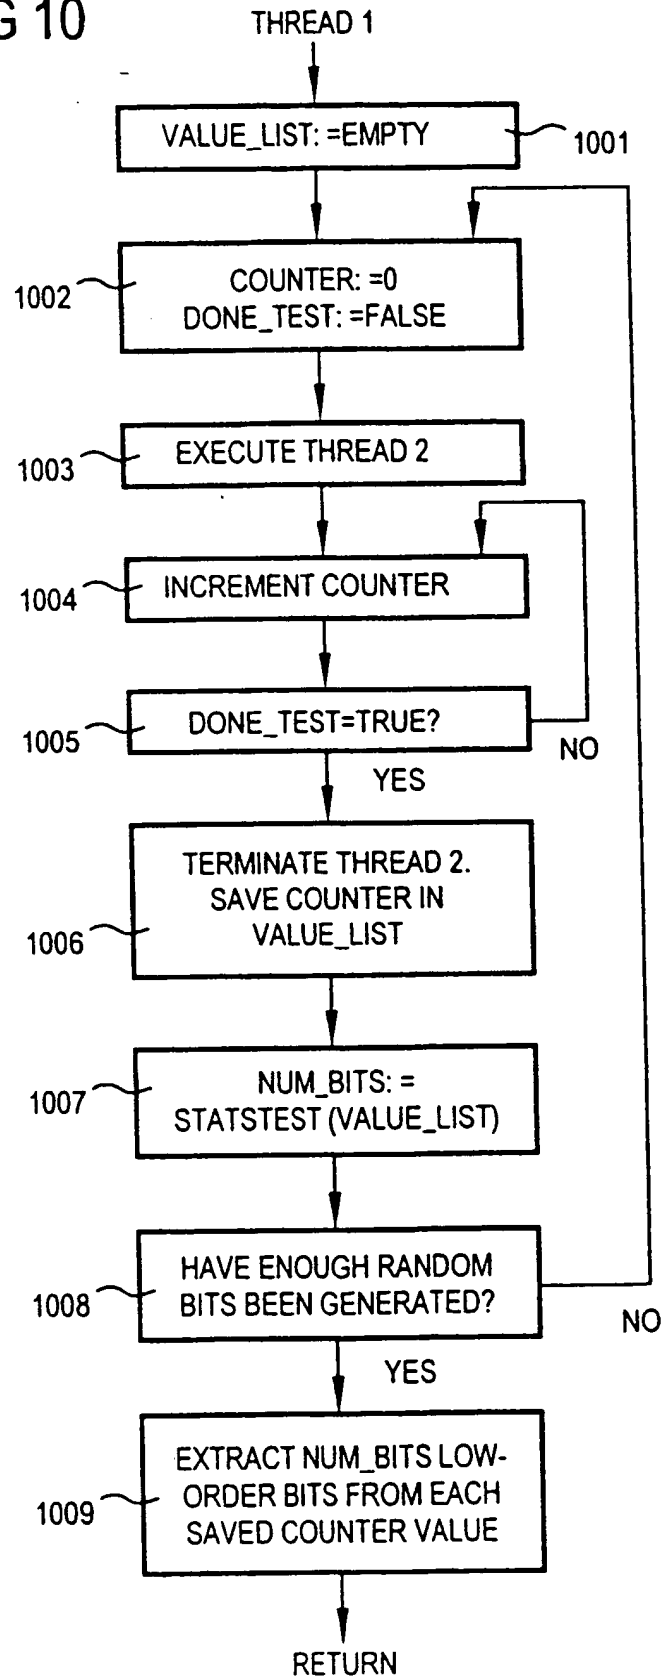 G 10
THREAD 1
VALUE_LIST: =EMPTY
1001
1002
COUNTER: =0
DONE_TEST: =FALSE
1003
EXECUTE THREAD 2
1004
INCREMENT COUNTER
1005
DONE_TEST=TRUE?
NO
YES
1006
TERMINATE THREAD 2.
SAVE COUNTER IN
VALUE_LIST
1007
NUM_BITS: =
STATSTEST (VALUE_LIST)
1008
HAVE ENOUGH RANDOM
BITS BEEN GENERATED?
NO
YES
1009
EXTRACT NUM_BITS LOW-
ORDER BITS FROM EACH
SAVED COUNTER VALUE
RETURN